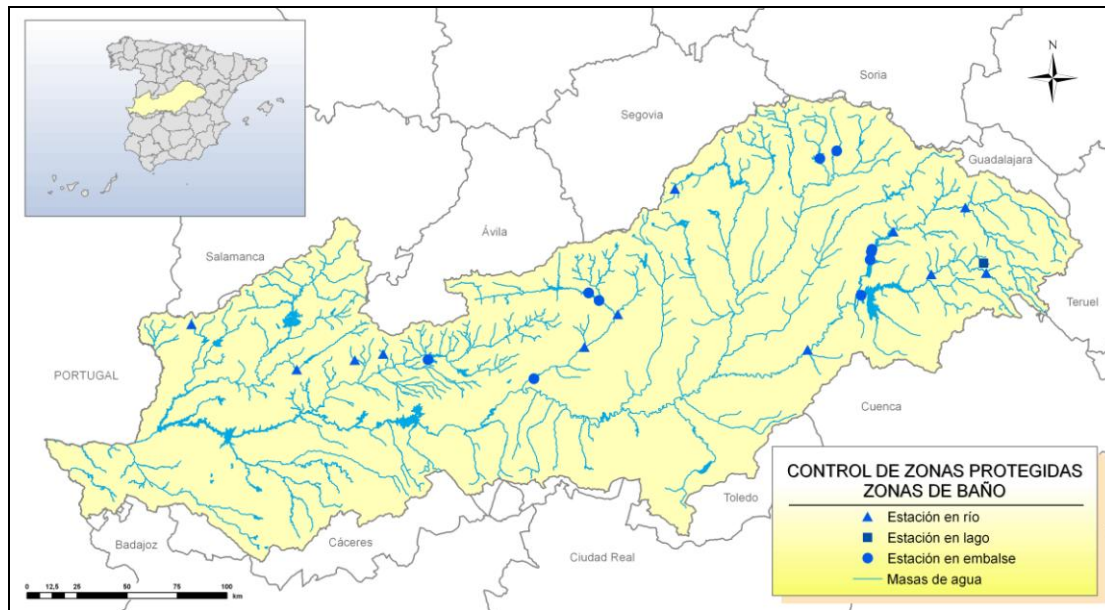 N
Soria
Segovia
Guadalajara
Ávila
Salamanca
Teruel
PORTUGAL
Cuenca
Toledo
Badajoz
Cáceres
Ciudad Real
CONTROL DE ZONAS PROTEGIDAS
ZONAS DE BAÑO
Estación en río
Estación en lago
Estación en embalse
Masas de agua
0 12,5 25 50 75 100
km